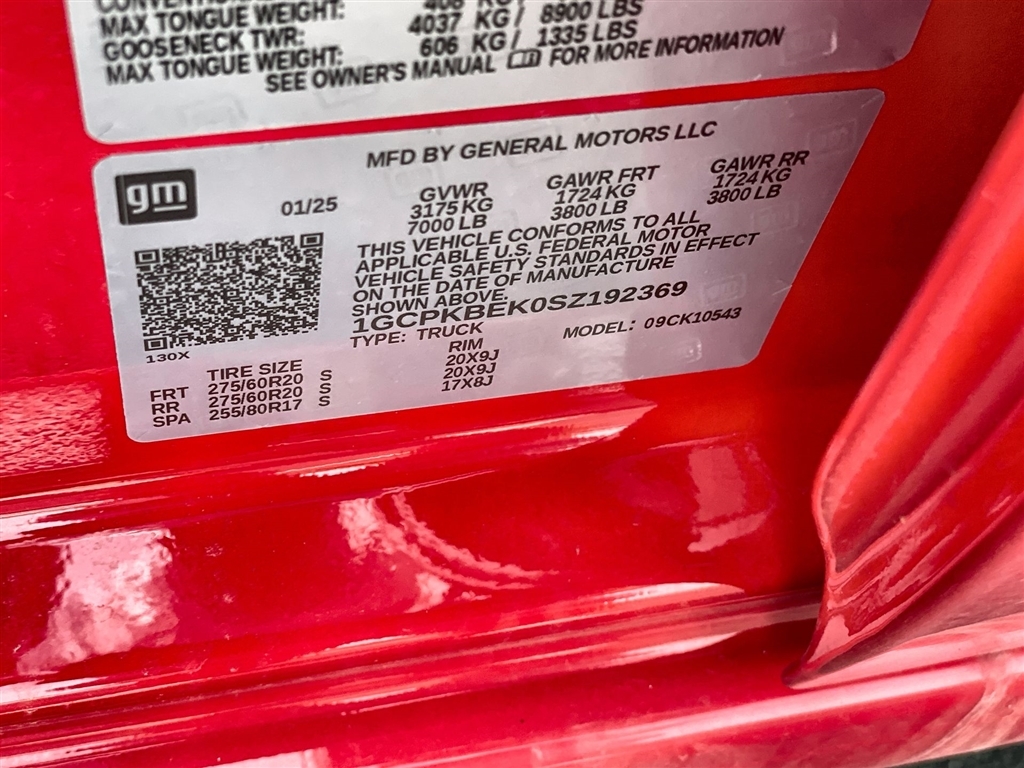 MAX TONGUE WEIGHT: 408 KG/
GOOSENECK TWR: 4037 KG/ 8900 LBS
MAX TONGUE WEIGHT: 606 KG/ 1335 LBS
SEE OWNER'S MANUAL FOR MORE INFORMATION
MFD BY GENERAL MOTORS LLC
gm
01/25
GVWR GAWR FRT GAWR RR
3175 KG 1724 KG 1724 KG
7000 LB 3800 LB 3800 LB
THIS VEHICLE CONFORMS TO ALL
APPLICABLE U.S. FEDERAL MOTOR
VEHICLE SAFETY STANDARDS IN EFFECT
ON THE DATE OF MANUFACTURE
SHOWN ABOVE.
1GCPKBEK0SZ192369
TYPE: TRUCK MODEL: 09CK10543
130X
TIRE SIZE RIM
FRT 275/60R20 S 20X9J
RR 275/60R20 S 20X9J
SPA 255/80R17 S 17X8J